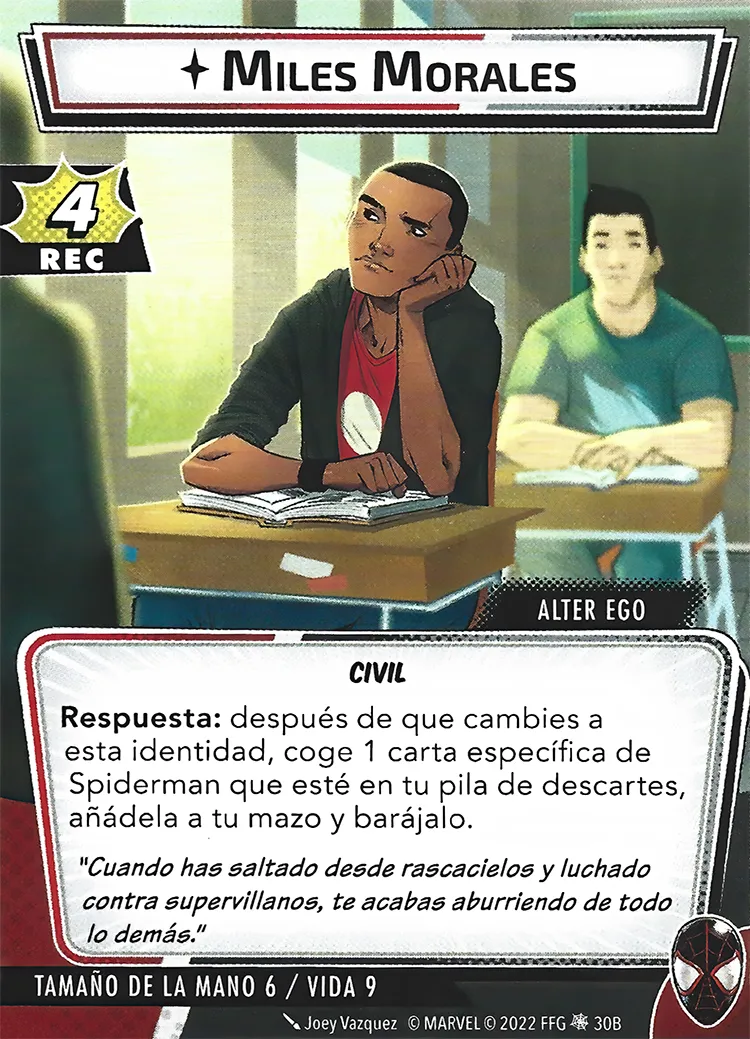 ✦ MILES MORALES
4
REC
ALTER EGO
CIVIL
Respuesta: después de que cambies a
esta identidad, coge 1 carta específica de
Spiderman que esté en tu pila de descartes,
añádela a tu mazo y barájalo.
"Cuando has saltado desde rascacielos y luchado
contra supervillanos, te acabas aburriendo de todo
lo demás."
TAMAÑO DE LA MANO 6 / VIDA 9
Joey Vazquez © MARVEL © 2022 FFG 30B